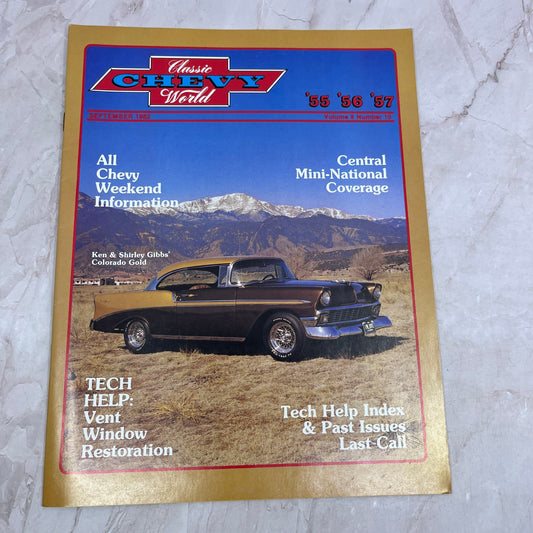 Classic
CHEVY
World
'55 '56 '57
SEPTEMBER 1982
Volume 6 Number 10
All
Chevy
Weekend
Information
Central
Mini-National
Coverage
Ken & Shirley Gibbs'
Colorado Gold
TECH
HELP:
Vent
Window
Restoration
Tech Help Index
& Past Issues
Last Call